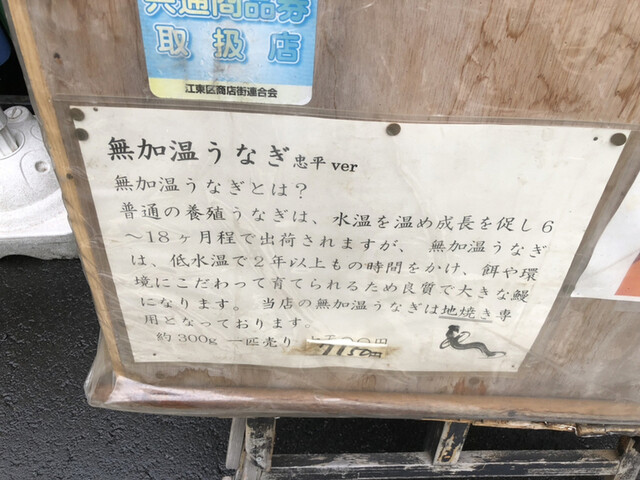 共通商品券
取扱店
江東区商店街連合会
無加温うなぎ忠平ver
無加温うなぎとは？
普通の養殖うなぎは、水温を温め成長を促し6
～18ヶ月程で出荷されますが、 無加温うなぎ
は、低水温で2年以上もの時間をかけ、餌や環
境にこだわって育てられるため良質で大きな鰻
になります。 当店の無加温うなぎは地焼き専
用となっております。
約300g 一匹売り